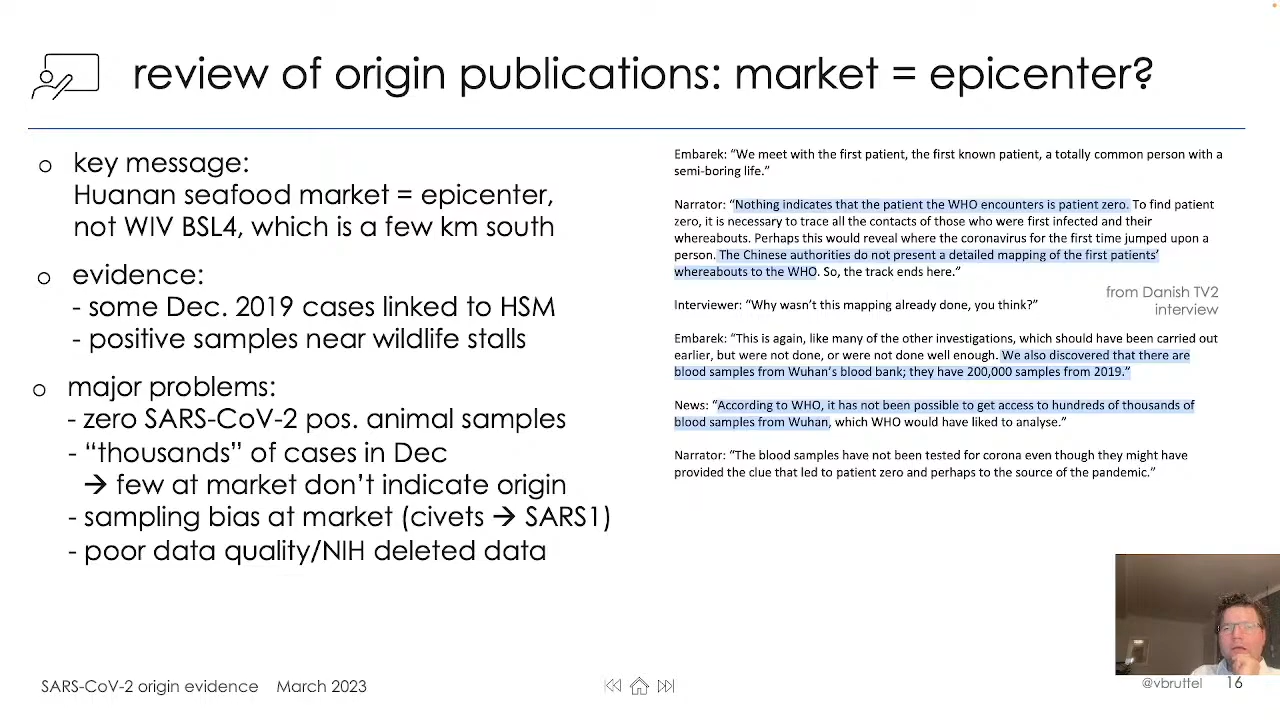 review of origin publications: market = epicenter?
o key message:
Huanan seafood market = epicenter,
not WIV BSL4, which is a few km south
o evidence:
- some Dec. 2019 cases linked to HSM
- positive samples near wildlife stalls
o major problems:
- zero SARS-CoV-2 pos. animal samples
- “thousands” of cases in Dec
→ few at market don’t indicate origin
- sampling bias at market (civets → SARS1)
- poor data quality/NIH deleted data
Embarek: “We meet with the first patient, the first known patient, a totally common person with a
semi-boring life.”
Narrator: “Nothing indicates that the patient the WHO encounters is patient zero. To find patient
zero, it is necessary to trace all the contacts of those who were first infected and their
whereabouts. Perhaps this would reveal where the coronavirus for the first time jumped upon a
person. The Chinese authorities do not present a detailed mapping of the first patients’
whereabouts to the WHO. So, the track ends here.”
from Danish TV2
interview
Interviewer: “Why wasn’t this mapping already done, you think?”
Embarek: “This is again, like many of the other investigations, which should have been carried out
earlier, but were not done, or were not done well enough. We also discovered that there are
blood samples from Wuhan’s blood bank; they have 200,000 samples from 2019.”
News: “According to WHO, it has not been possible to get access to hundreds of thousands of
blood samples from Wuhan, which WHO would have liked to analyse.”
Narrator: “The blood samples have not been tested for corona even though they might have
provided the clue that led to patient zero and perhaps to the source of the pandemic.”
SARS-CoV-2 origin evidence March 2023
@vbruttel 16